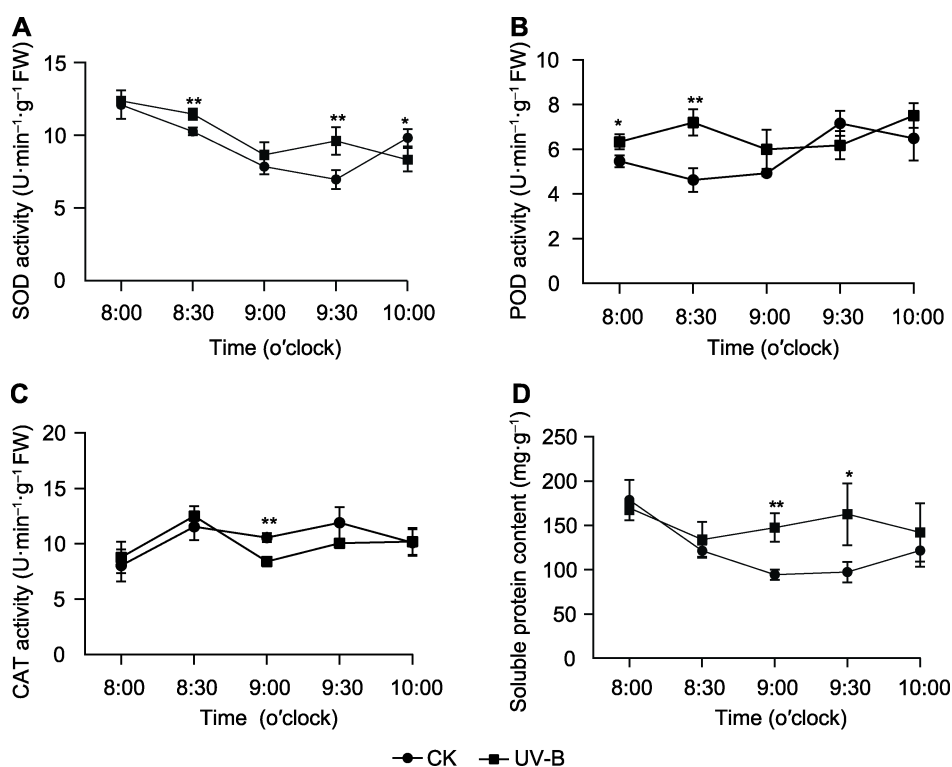 A
SOD activity (U·min⁻¹·g⁻¹ FW)
15
10
5
0
** ** *
8:00 8:30 9:00 9:30 10:00
Time (o′clock)
B
POD activity (U·min⁻¹·g⁻¹ FW)
10
8
6
4
2
0
* **
8:00 8:30 9:00 9:30 10:00
Time (o′clock)
C
CAT activity (U·min⁻¹·g⁻¹ FW)
20
15
10
5
0
**
8:00 8:30 9:00 9:30 10:00
Time (o′clock)
D
Soluble protein content (mg·g⁻¹)
250
200
150
100
50
0
** *
8:00 8:30 9:00 9:30 10:00
Time (o′clock)
CK UV-B